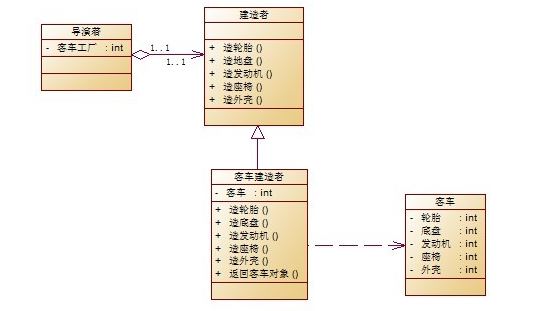 导演者
- 客车工厂 : int
1..1
1..1
建造者
+ 造轮胎 ()
+ 造地盘 ()
+ 造发动机 ()
+ 造座椅 ()
+ 造外壳 ()
客车建造者
- 客车 : int
+ 造轮胎 ()
+ 造底盘 ()
+ 造发动机 ()
+ 造座椅 ()
+ 造外壳 ()
+ 返回客车对象 ()
客车
- 轮胎 : int
- 底盘 : int
- 发动机 : int
- 座椅 : int
- 外壳 : int